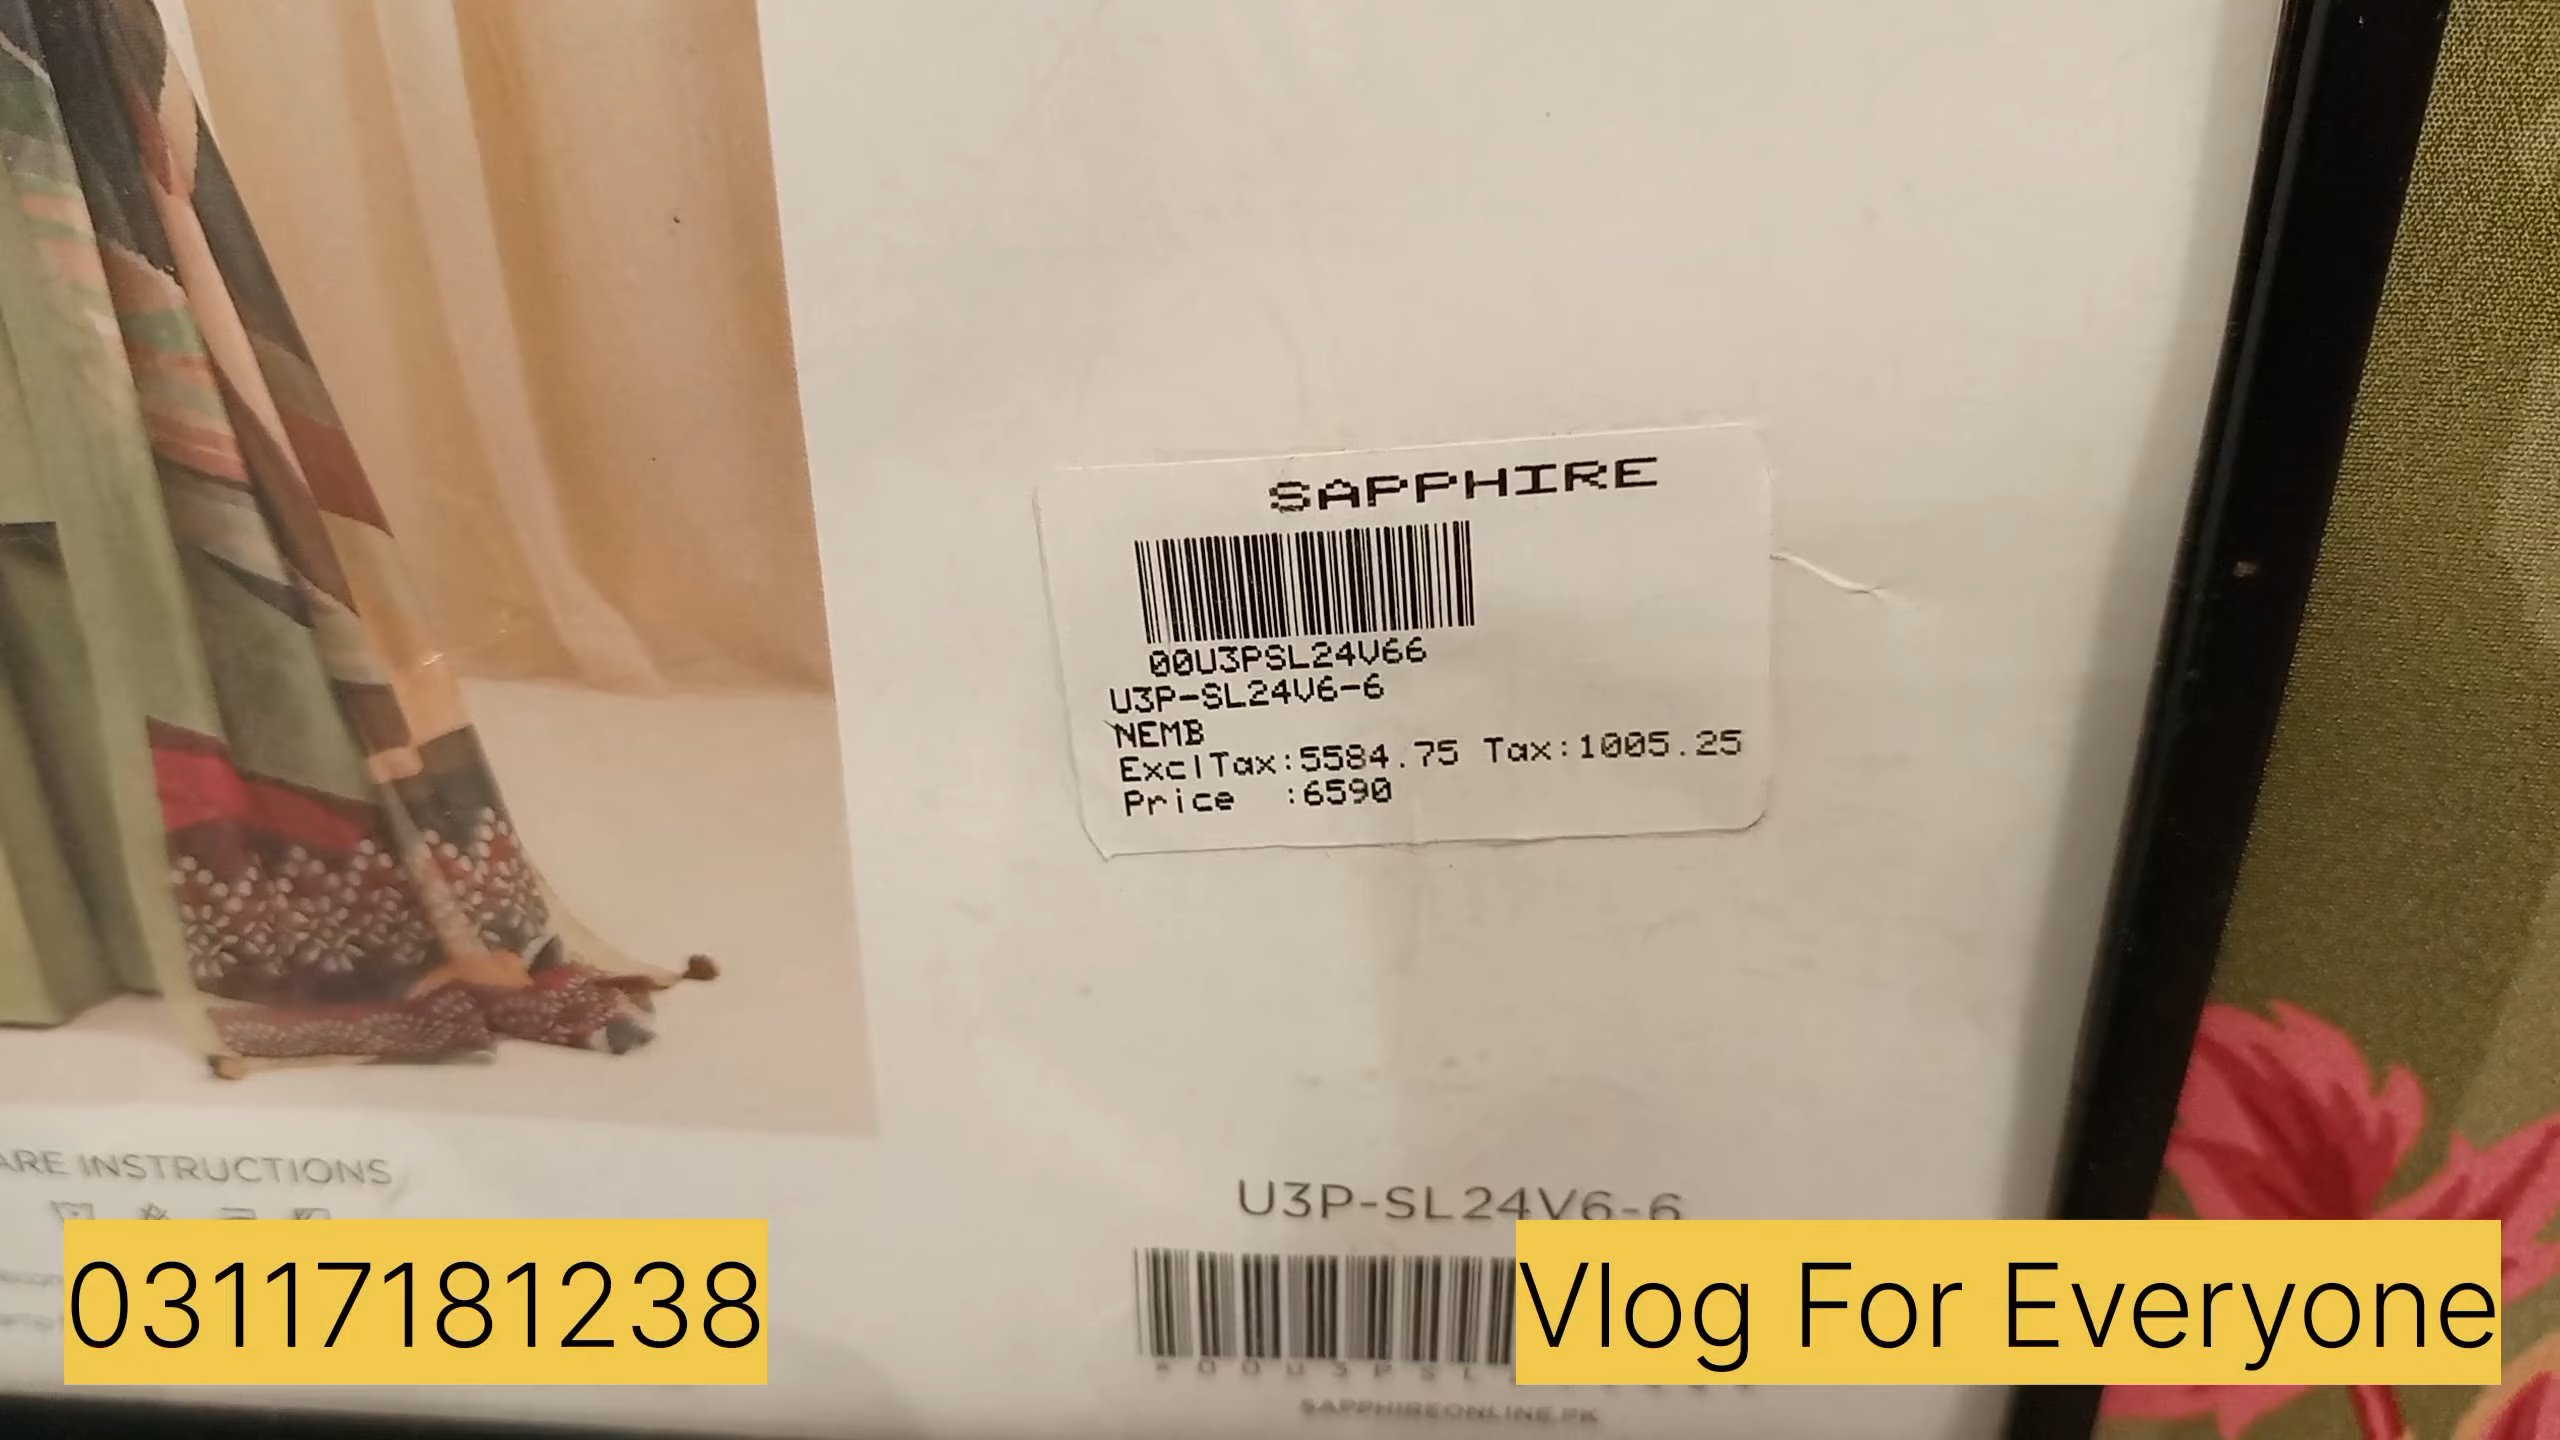 SAPPHIRE
00U3PSL24V66
U3P-SL24V6-6
NEMB
ExclTax:5584.75 Tax:1005.25
Price :6590
ARE INSTRUCTIONS
U3P-SL24V6-6
03117181238
Vlog For Everyone
SAPPHIREONLINE.PK